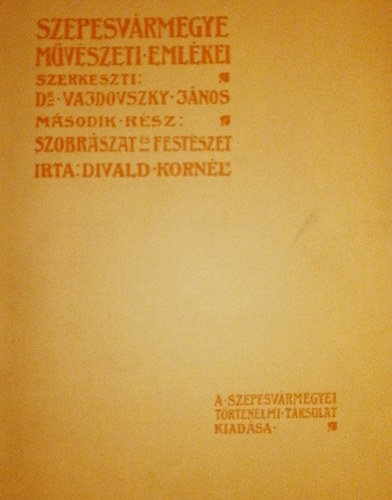 SZEPESVÁRMEGYE
MŰVÉSZETI·EMLÉKEI
SZERKESZTI:
DR·VAJDOVSZKY·JÁNOS
MÁSODIK·RÉSZ:
SZOBRÁSZAT ÉS FESTÉSZET
IRTA:DIVALD·KORNÉL·
A·SZEPESVÁRMEGYEI
TÖRTÉNELMI·TÁRSULAT
KIADÁSA·